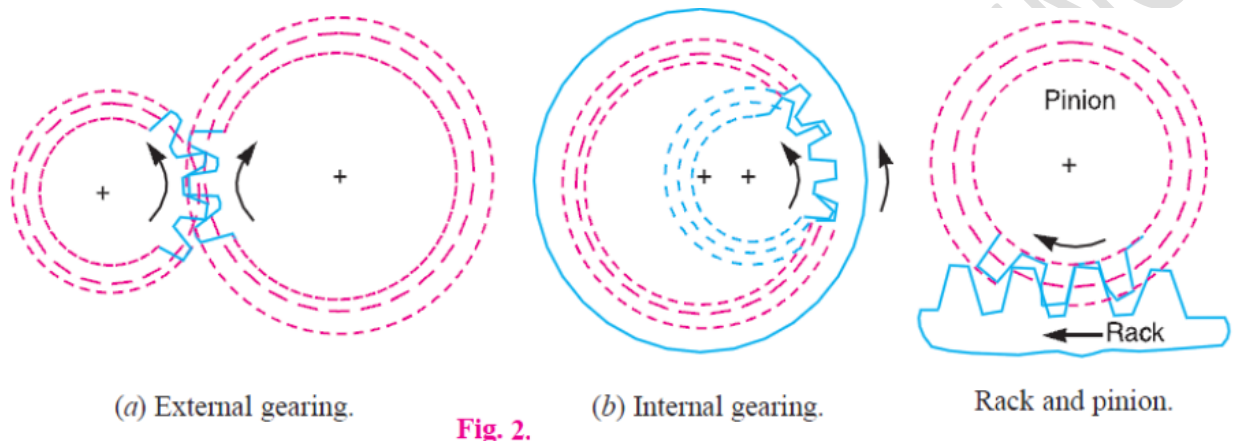 Pinion
Rack
(a) External gearing.
(b) Internal gearing.
Rack and pinion.
Fig. 2.